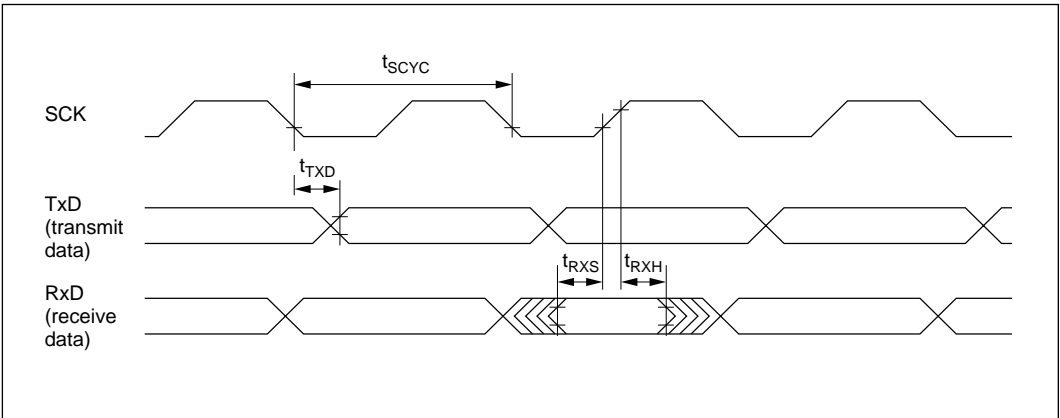 tSCYC
SCK
tTXD
TxD
(transmit
data)
tRXS
tRXH
RxD
(receive
data)